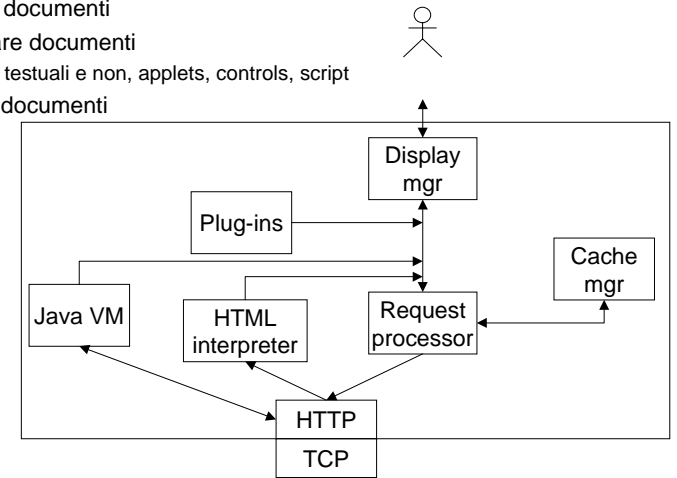 documenti
are documenti
testuali e non, applets, controls, script
documenti
Display
mgr
Plug-ins
Cache
mgr
Java VM
HTML
interpreter
Request
processor
HTTP
TCP